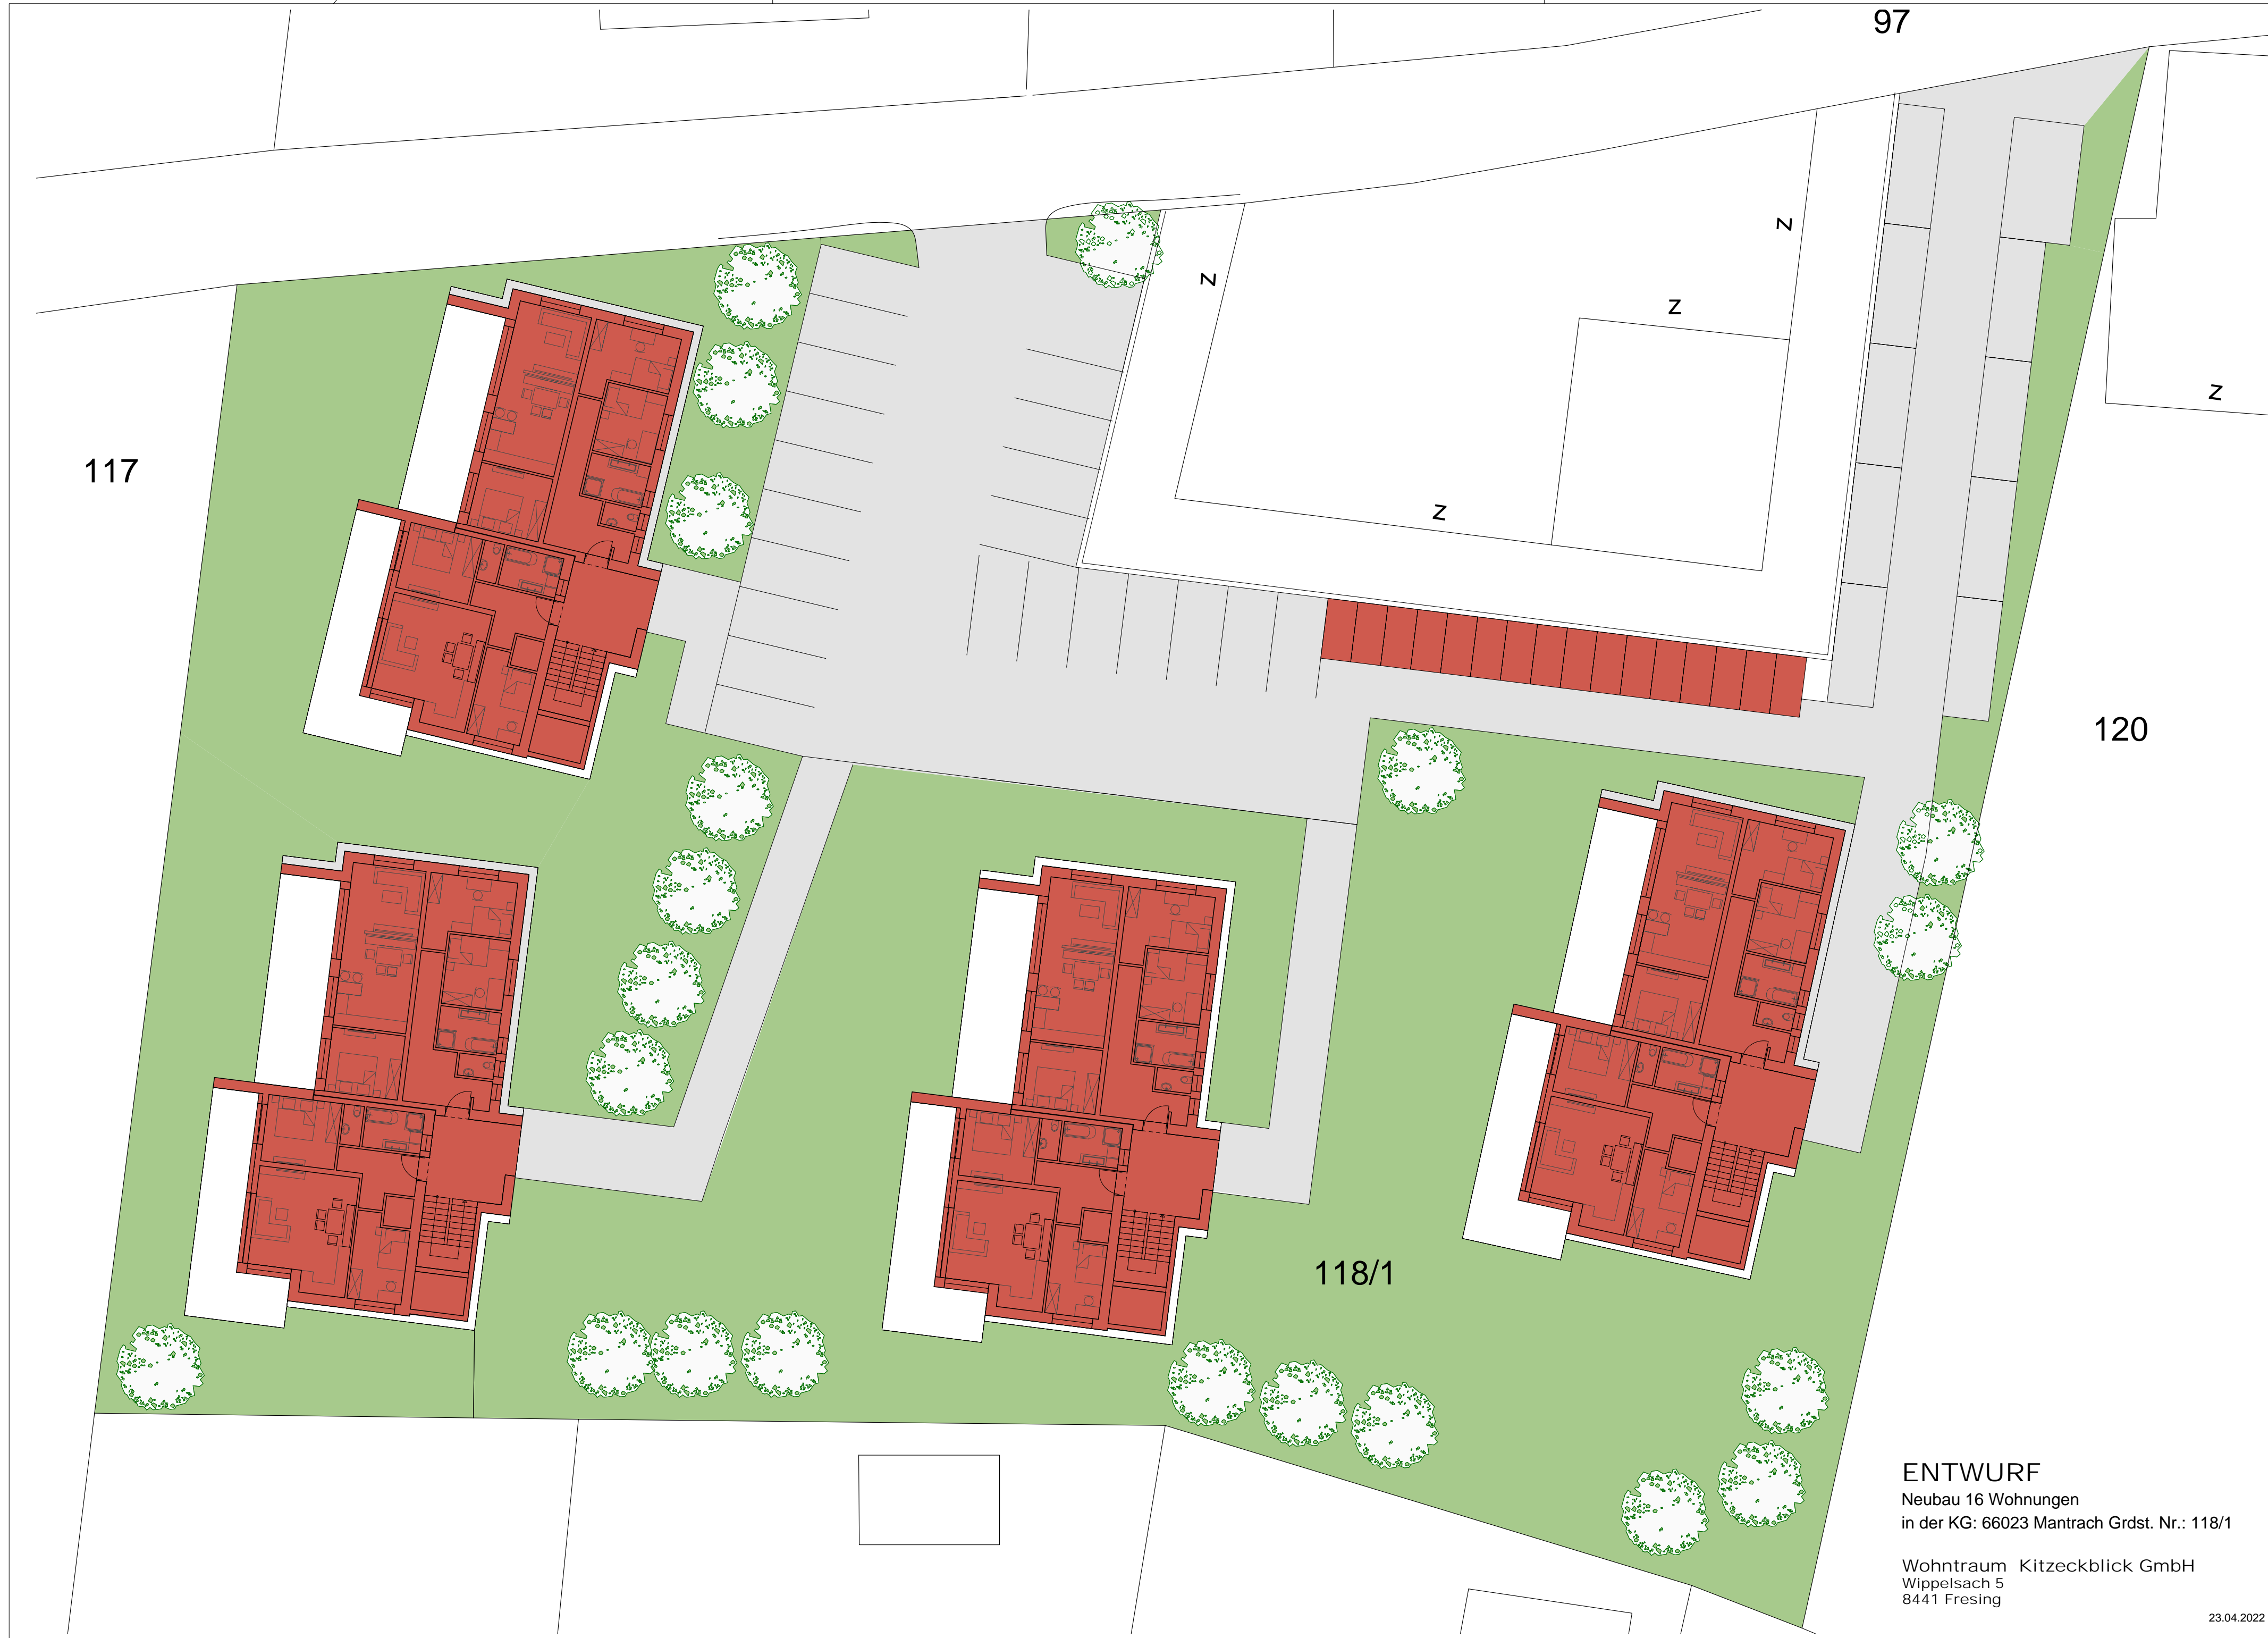 97
z
z
z
z
z
117
120
118/1
ENTWURF
Neubau 16 Wohnungen
in der KG: 66023 Mantrach Grdst. Nr.: 118/1
Wohntraum Kitzeckblick GmbH
Wippelsach 5
8441 Fresing
23.04.2022